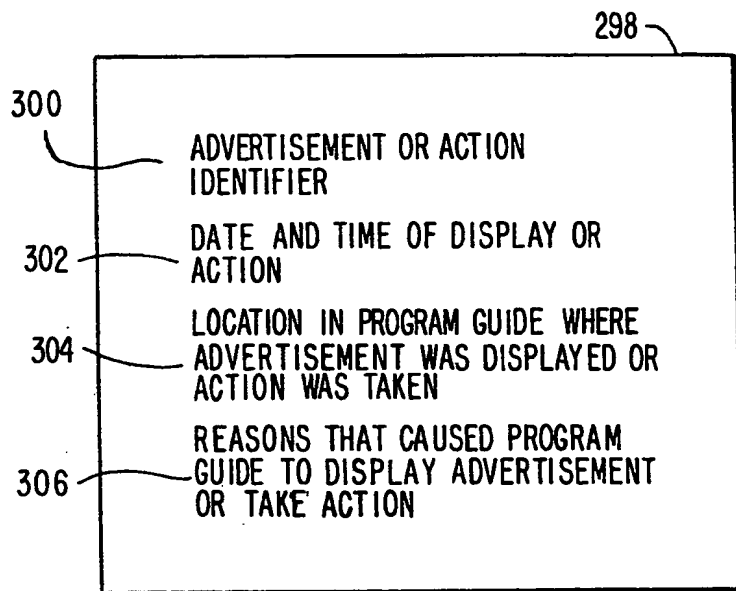 298
300
ADVERTISEMENT OR ACTION
IDENTIFIER
302
DATE AND TIME OF DISPLAY OR
ACTION
304
LOCATION IN PROGRAM GUIDE WHERE
ADVERTISEMENT WAS DISPLAYED OR
ACTION WAS TAKEN
306
REASONS THAT CAUSED PROGRAM
GUIDE TO DISPLAY ADVERTISEMENT
OR TAKE ACTION